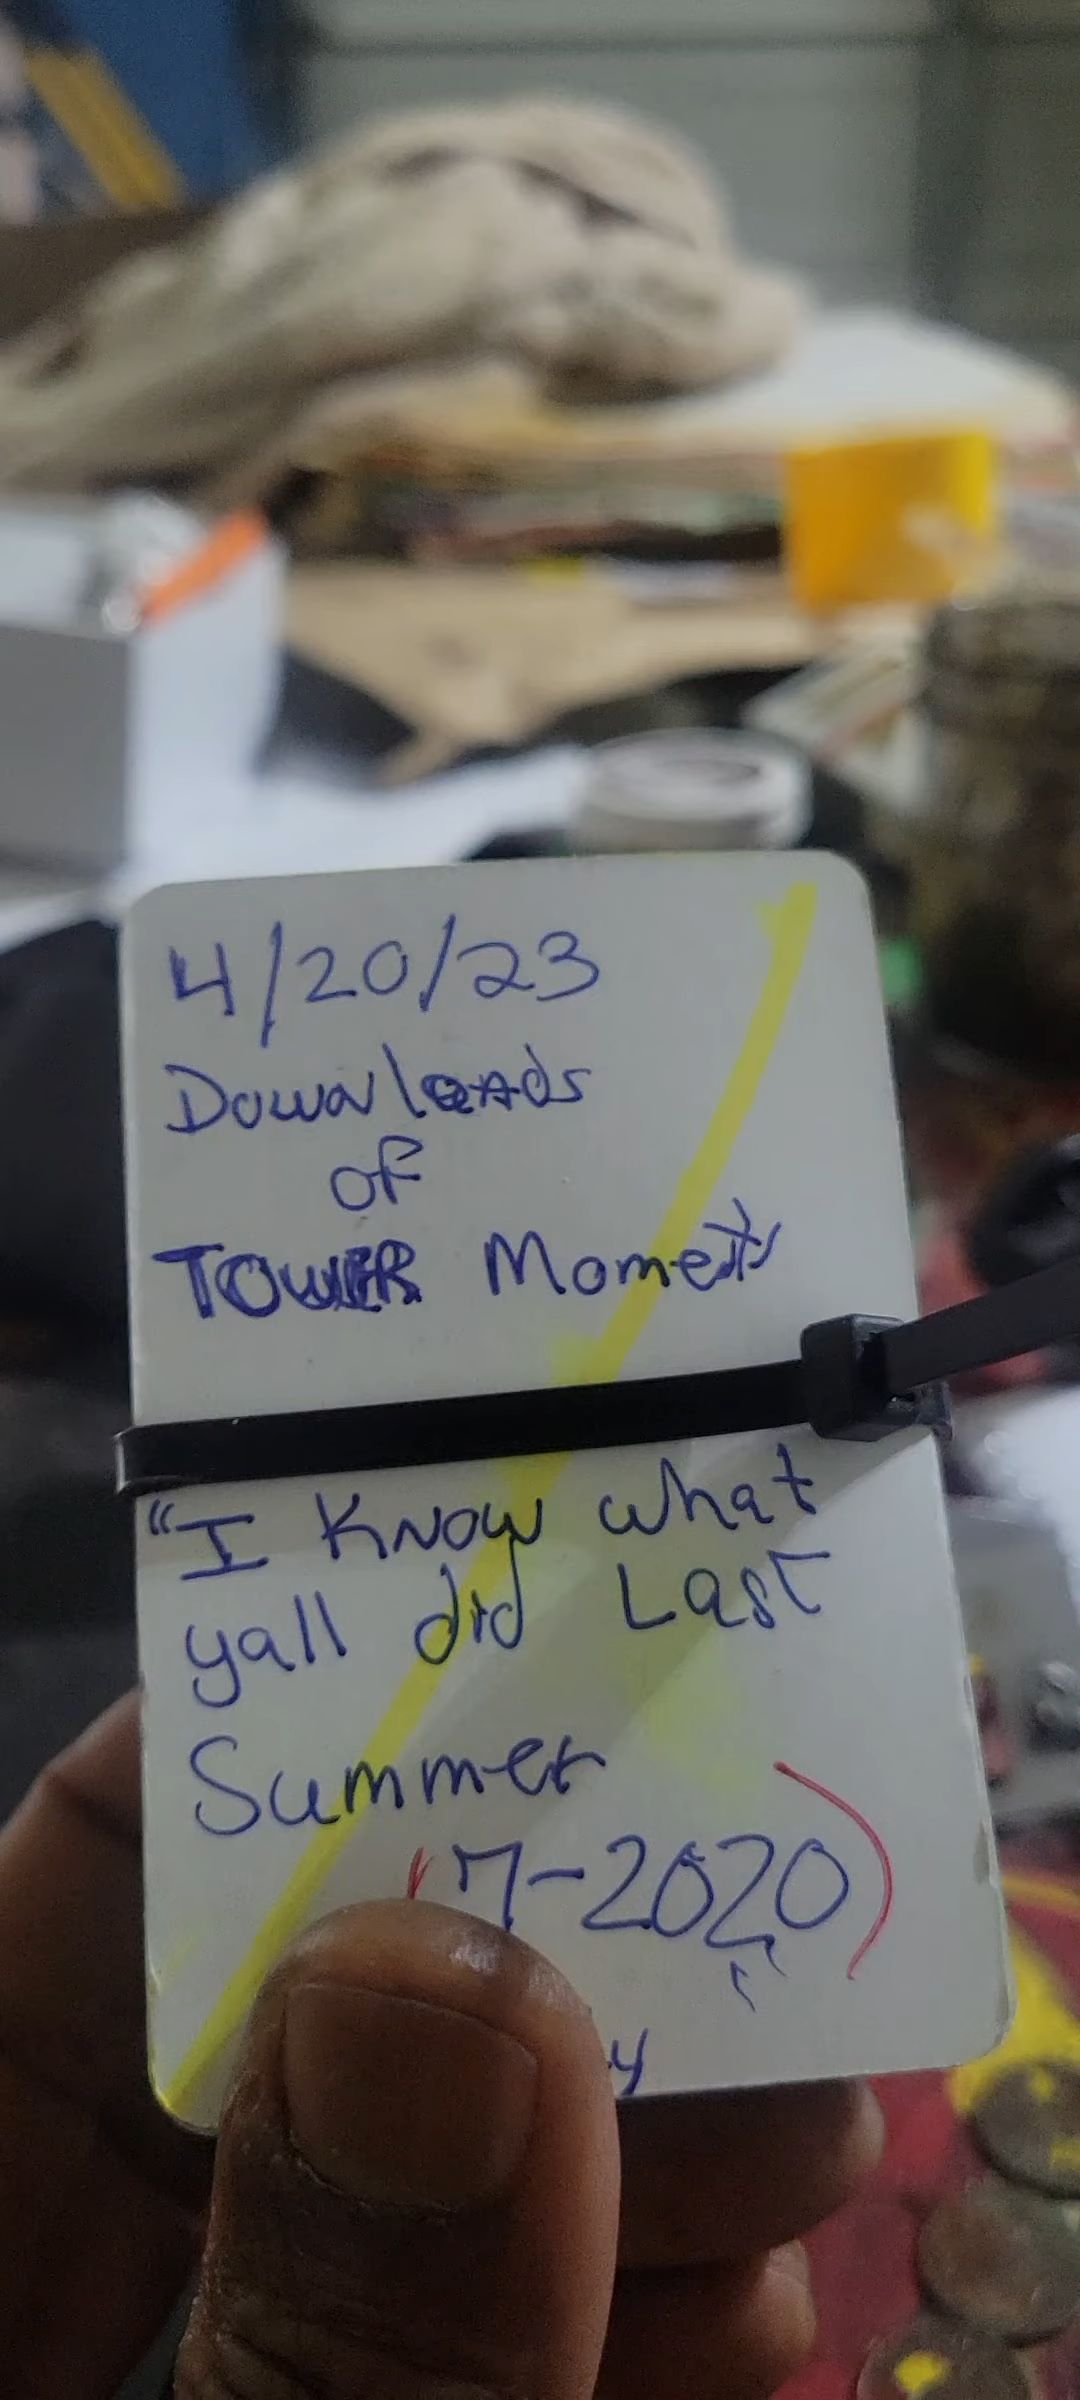 4/20/23
Downloads
of
TOWER Moments
"I Know what
yall did Last
Summer
(7-2020)
y